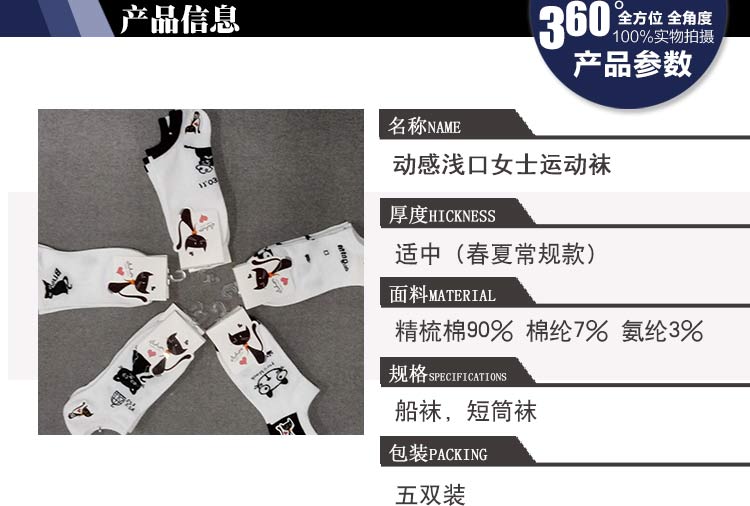 产品信息
360°
全方位 全角度
100%实物拍摄
产品参数
名称NAME
动感浅口女士运动袜
厚度HICKNESS
适中（春夏常规款）
面料MATERIAL
精梳棉90% 棉纶7% 氨纶3%
规格SPECIFICATIONS
船袜，短筒袜
包装PACKING
五双装